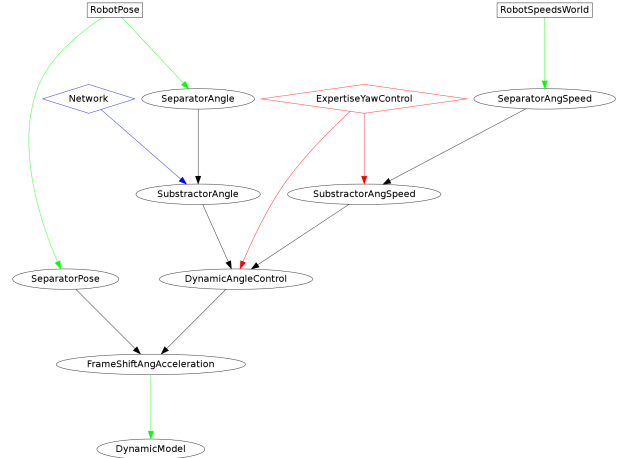 RobotPose
RobotSpeedsWorld
Network
SeparatorAngle
ExpertiseYawControl
SeparatorAngSpeed
SubstractorAngle
SubstractorAngSpeed
SeparatorPose
DynamicAngleControl
FrameShiftAngAcceleration
DynamicModel